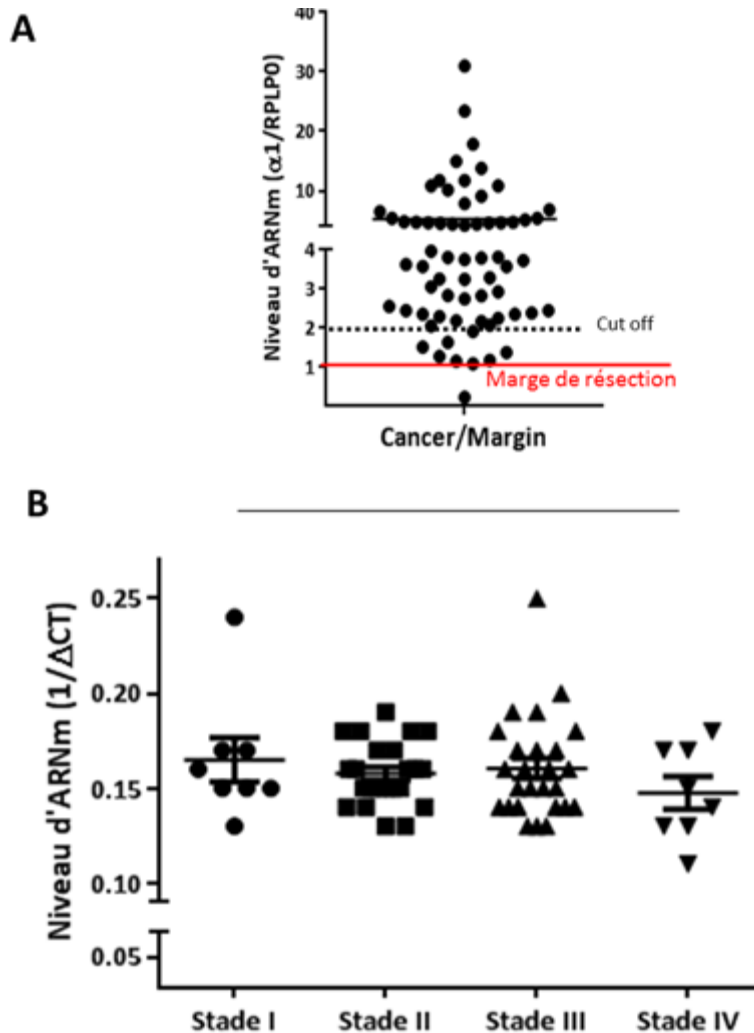 A
Niveau d'ARNm (α1/RPLP0)
40
30
20
10
4
3
2
1
Cut off
Marge de résection
Cancer/Margin
B
Niveau d'ARNm (1/ΔCT)
0.25
0.20
0.15
0.10
0.05
Stade I Stade II Stade III Stade IV